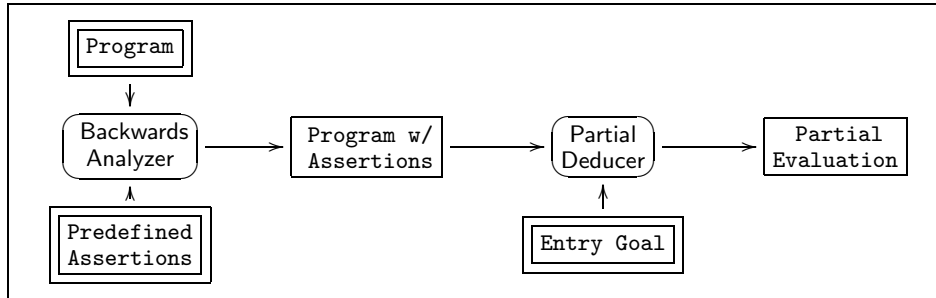 Program
Backwards
Analyzer
Program w/
Assertions
Partial
Deducer
Partial
Evaluation
Predefined
Assertions
Entry Goal